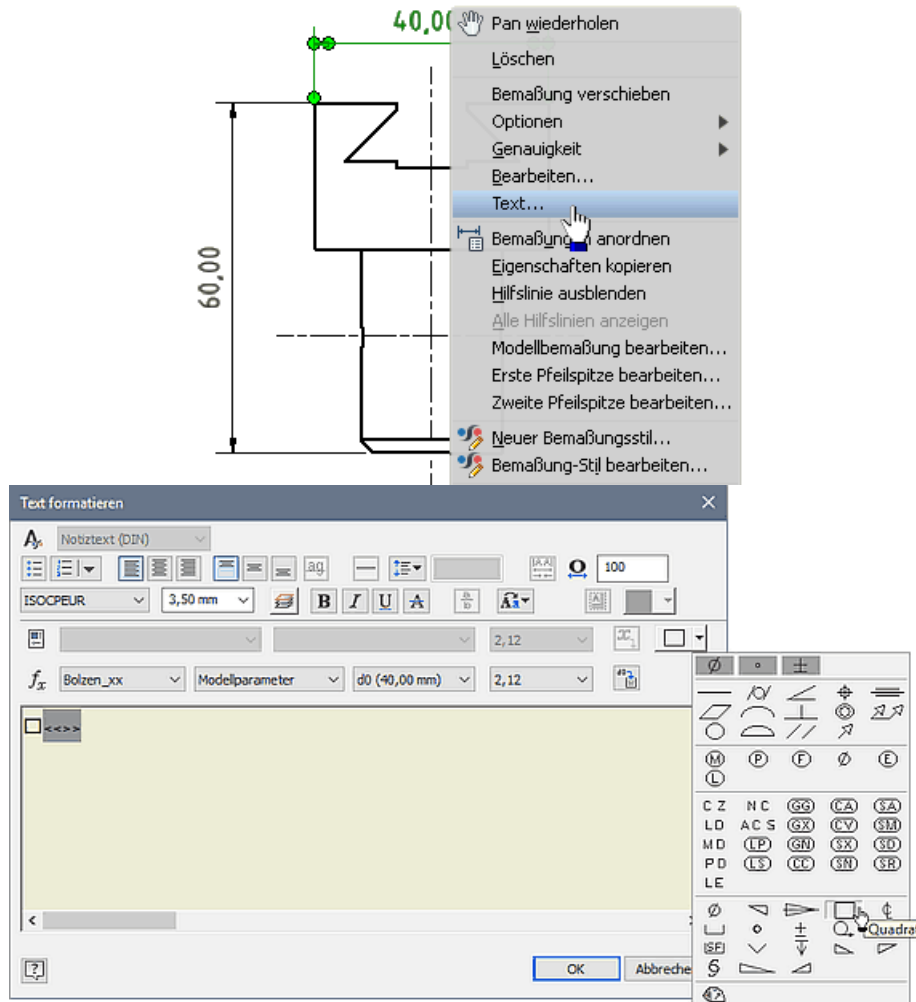 40,00
Pan wiederholen
Löschen
Bemaßung verschieben
Optionen
Genauigkeit
Bearbeiten...
Text...
Bemaßungen anordnen
Eigenschaften kopieren
Hilfslinie ausblenden
Alle Hilfslinien anzeigen
Modellbemaßung bearbeiten...
Erste Pfeilspitze bearbeiten...
Zweite Pfeilspitze bearbeiten...
Neuer Bemaßungsstil...
Bemaßung-Stil bearbeiten...
60,00
Text formatieren
Notiztext (DIN)
ag
100
ISOCPEUR 3,50 mm B I U A
2,12
fx Bolzen_xx Modellparameter d0 (40,00 mm) 2,12
<<>>
M P F E
L
CZ NC GG CA SA
LD ACS GX CV SM
MD LP GN SX SD
PD LS CC SN SR
LE
Quadrat
SF
OK Abbreche